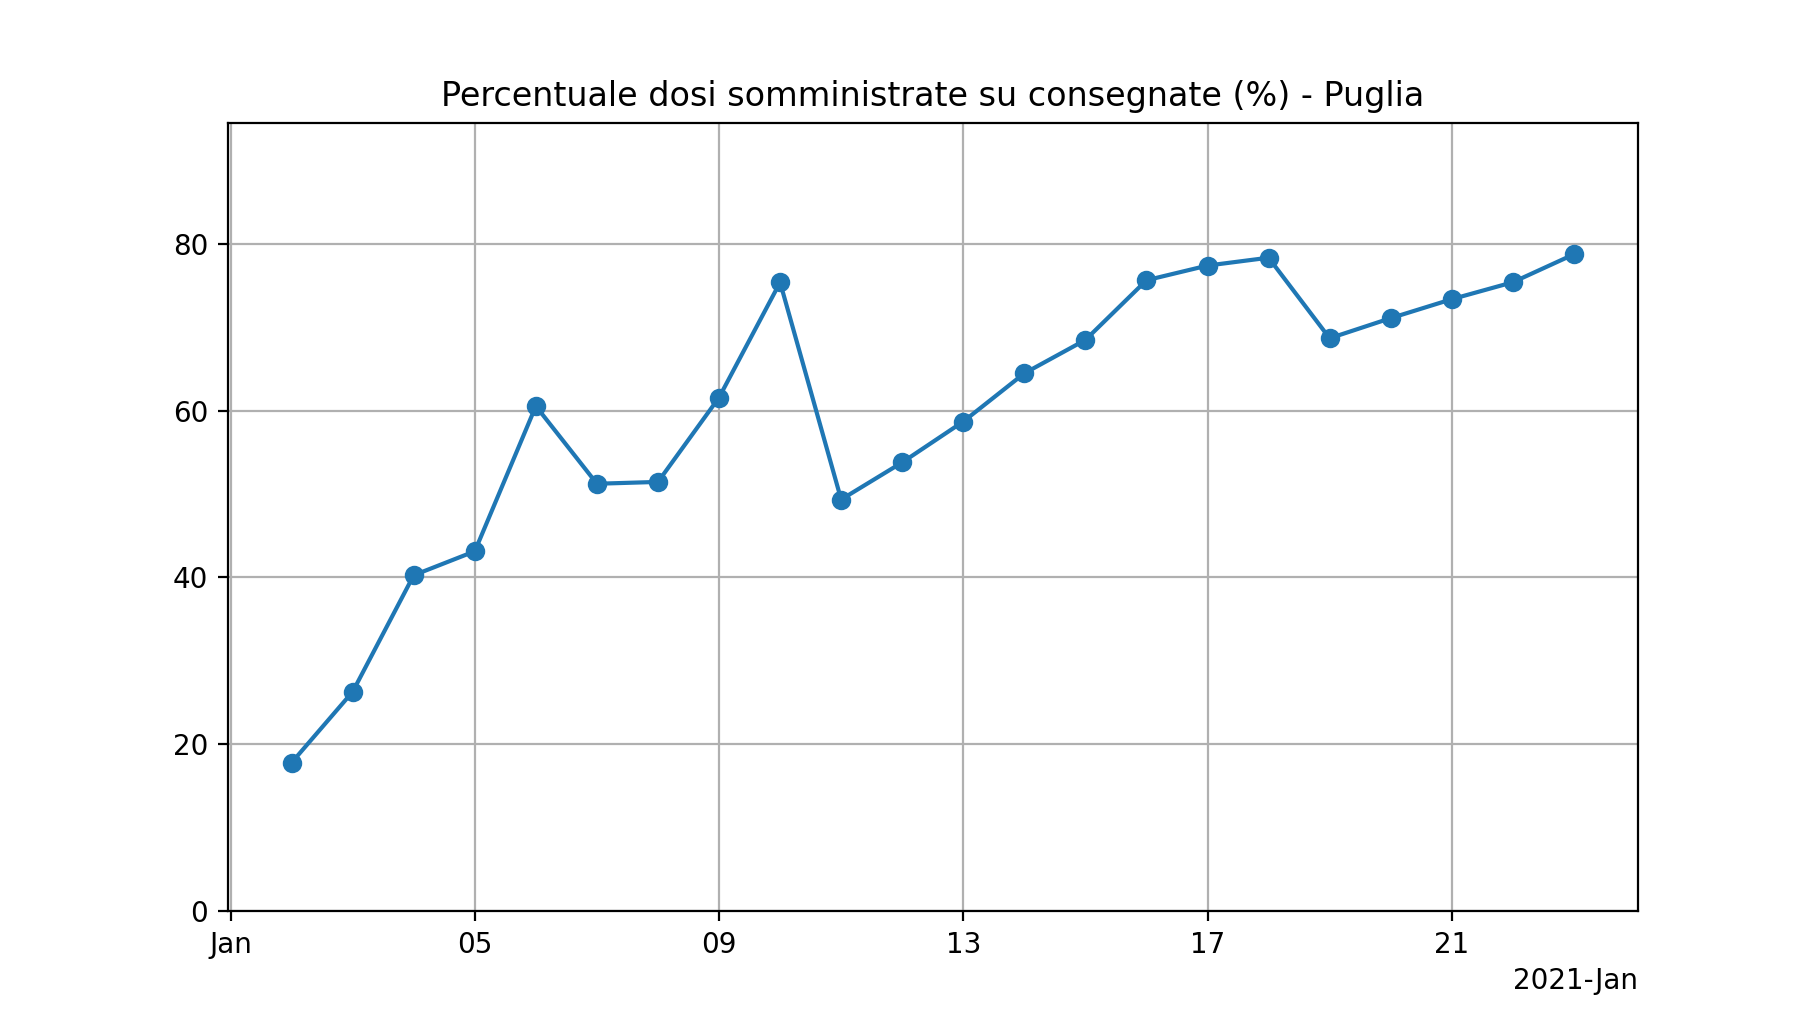 Percentuale dosi somministrate su consegnate (%) - Puglia
80
60
40
20
0
Jan 05 09 13 17 21
2021-Jan